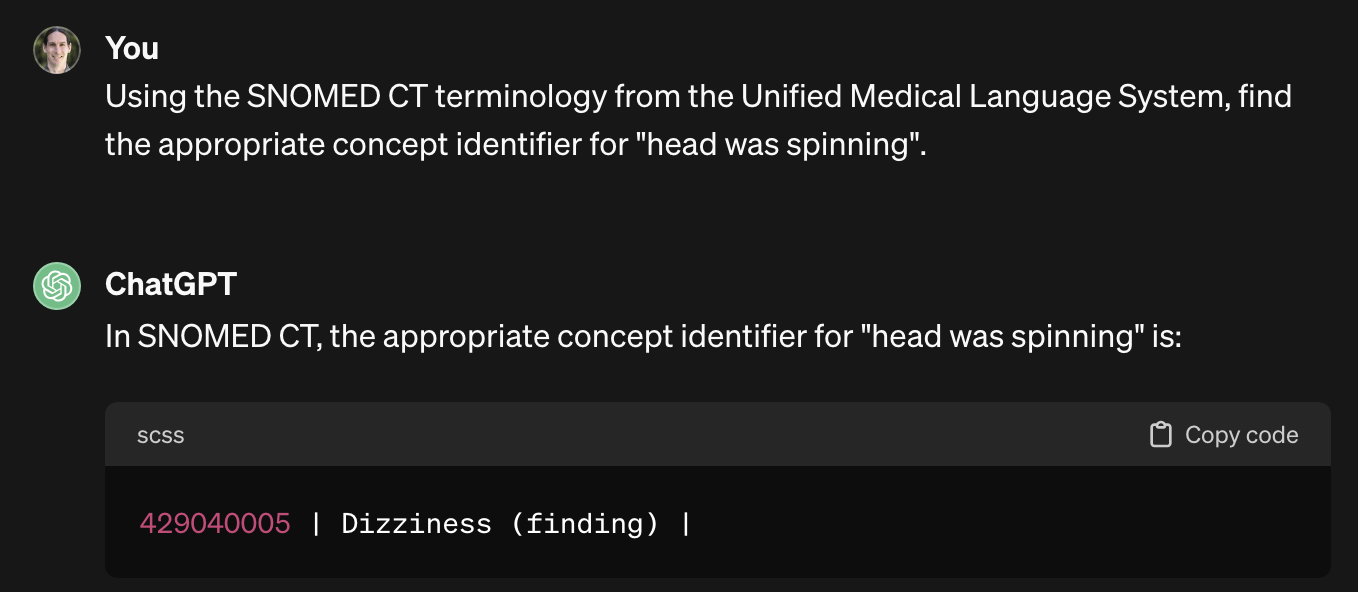 You
Using the SNOMED CT terminology from the Unified Medical Language System, find
the appropriate concept identifier for "head was spinning".
ChatGPT
In SNOMED CT, the appropriate concept identifier for "head was spinning" is:
scss
Copy code
429040005 | Dizziness (finding) |